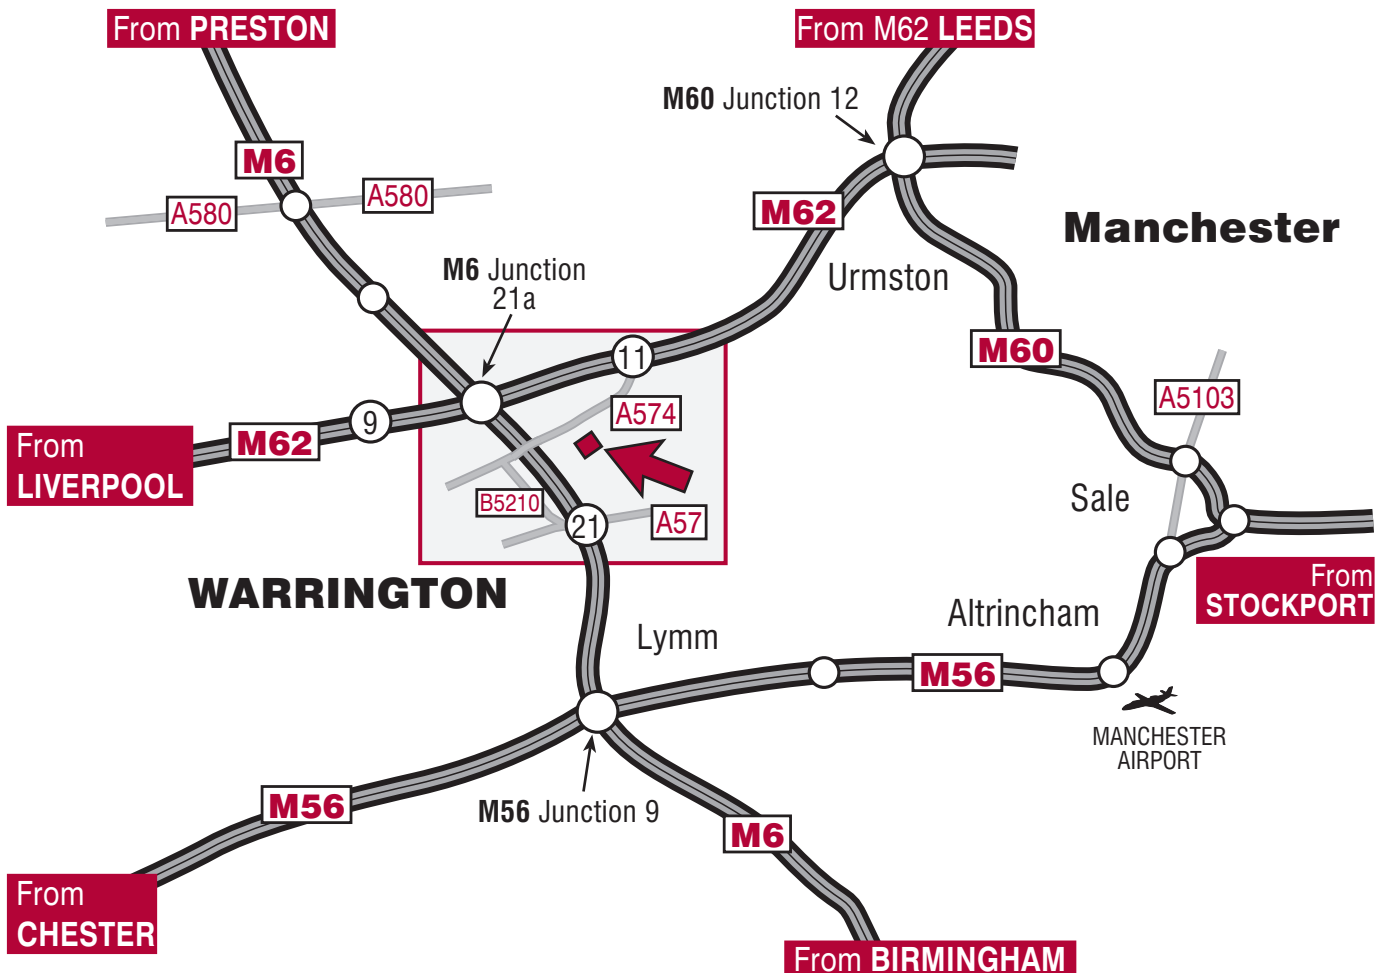 From PRESTON
From M62 LEEDS
M60 Junction 12
M6
A580
A580
M62
Manchester
M6 Junction
21a
Urmston
M60
11
A5103
A574
9
From
LIVERPOOL
M62
B5210
Sale
21
A57
WARRINGTON
From
STOCKPORT
Altrincham
Lymm
M56
MANCHESTER
AIRPORT
M56
M56 Junction 9
M6
From
CHESTER
From BIRMINGHAM